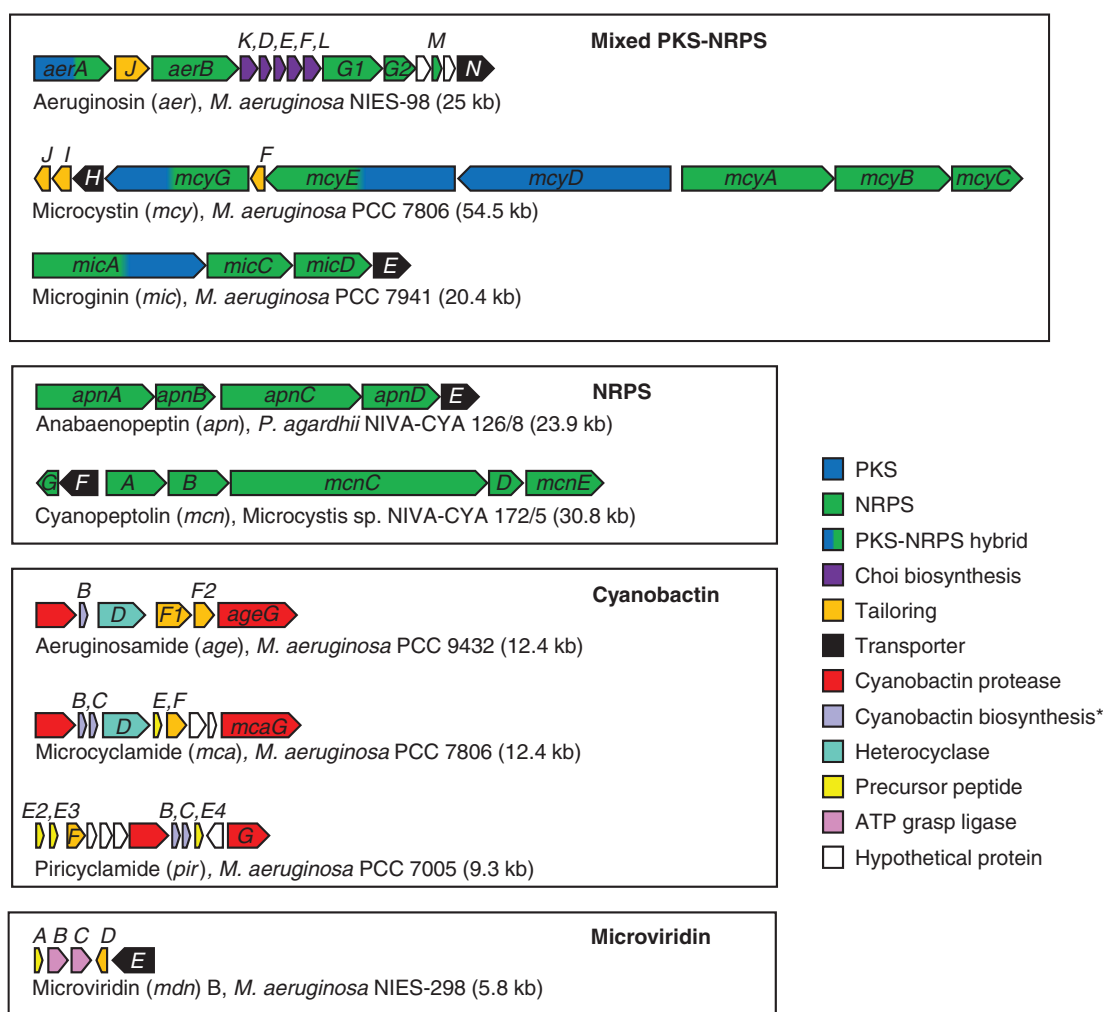 K,D,E,F,L
M
Mixed PKS-NRPS
aerA J aerB G1 G2 N
Aeruginosin (aer), M. aeruginosa NIES-98 (25 kb)
J I F
H mcyG mcyE mcyD mcyA mcyB mcyC
Microcystin (mcy), M. aeruginosa PCC 7806 (54.5 kb)
micA micC micD E
Microginin (mic), M. aeruginosa PCC 7941 (20.4 kb)
NRPS
apnA apnB apnC apnD E
Anabaenopeptin (apn), P. agardhii NIVA-CYA 126/8 (23.9 kb)
G F A B mcnC D mcnE
Cyanopeptolin (mcn), Microcystis sp. NIVA-CYA 172/5 (30.8 kb)
Cyanobactin
B F2
D F1 ageG
Aeruginosamide (age), M. aeruginosa PCC 9432 (12.4 kb)
B,C E,F
D mcaG
Microcyclamide (mca), M. aeruginosa PCC 7806 (12.4 kb)
E2,E3 B,C,E4
F G
Piricyclamide (pir), M. aeruginosa PCC 7005 (9.3 kb)
Microviridin
A B C D
E
Microviridin (mdn) B, M. aeruginosa NIES-298 (5.8 kb)
PKS
NRPS
PKS-NRPS hybrid
Choi biosynthesis
Tailoring
Transporter
Cyanobactin protease
Cyanobactin biosynthesis*
Heterocyclase
Precursor peptide
ATP grasp ligase
Hypothetical protein